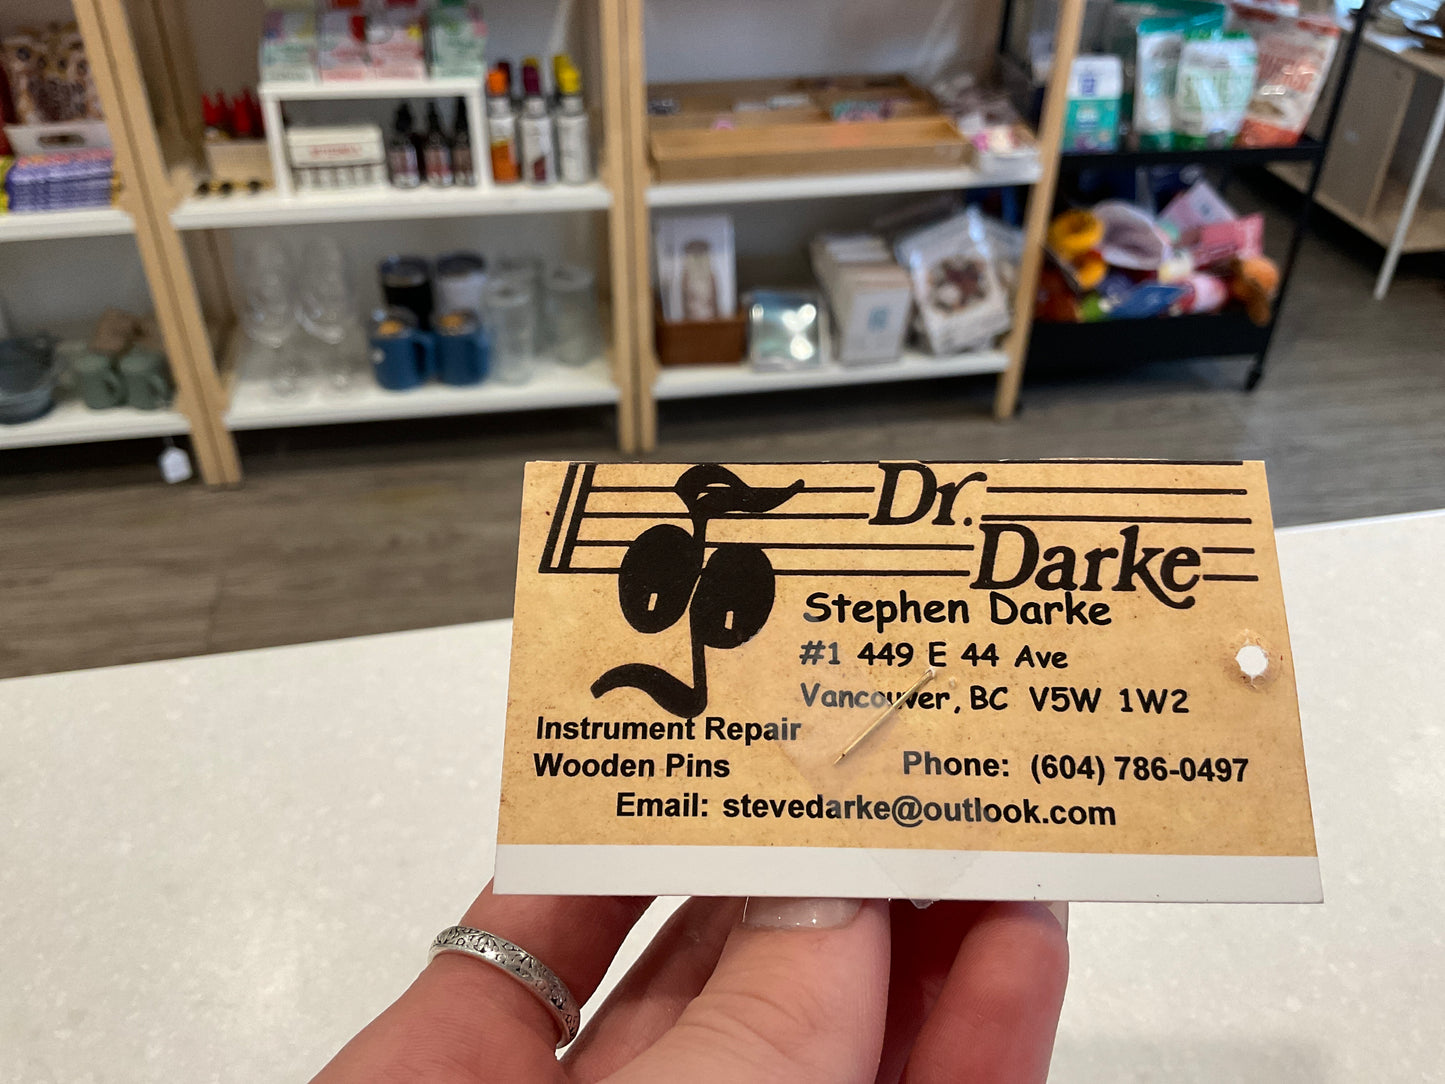 Dr.
Darke
Stephen Darke
#1 449 E 44 Ave
Vancouver, BC V5W 1W2
Instrument Repair
Wooden Pins
Phone: (604) 786-0497
Email: stevedarke@outlook.com